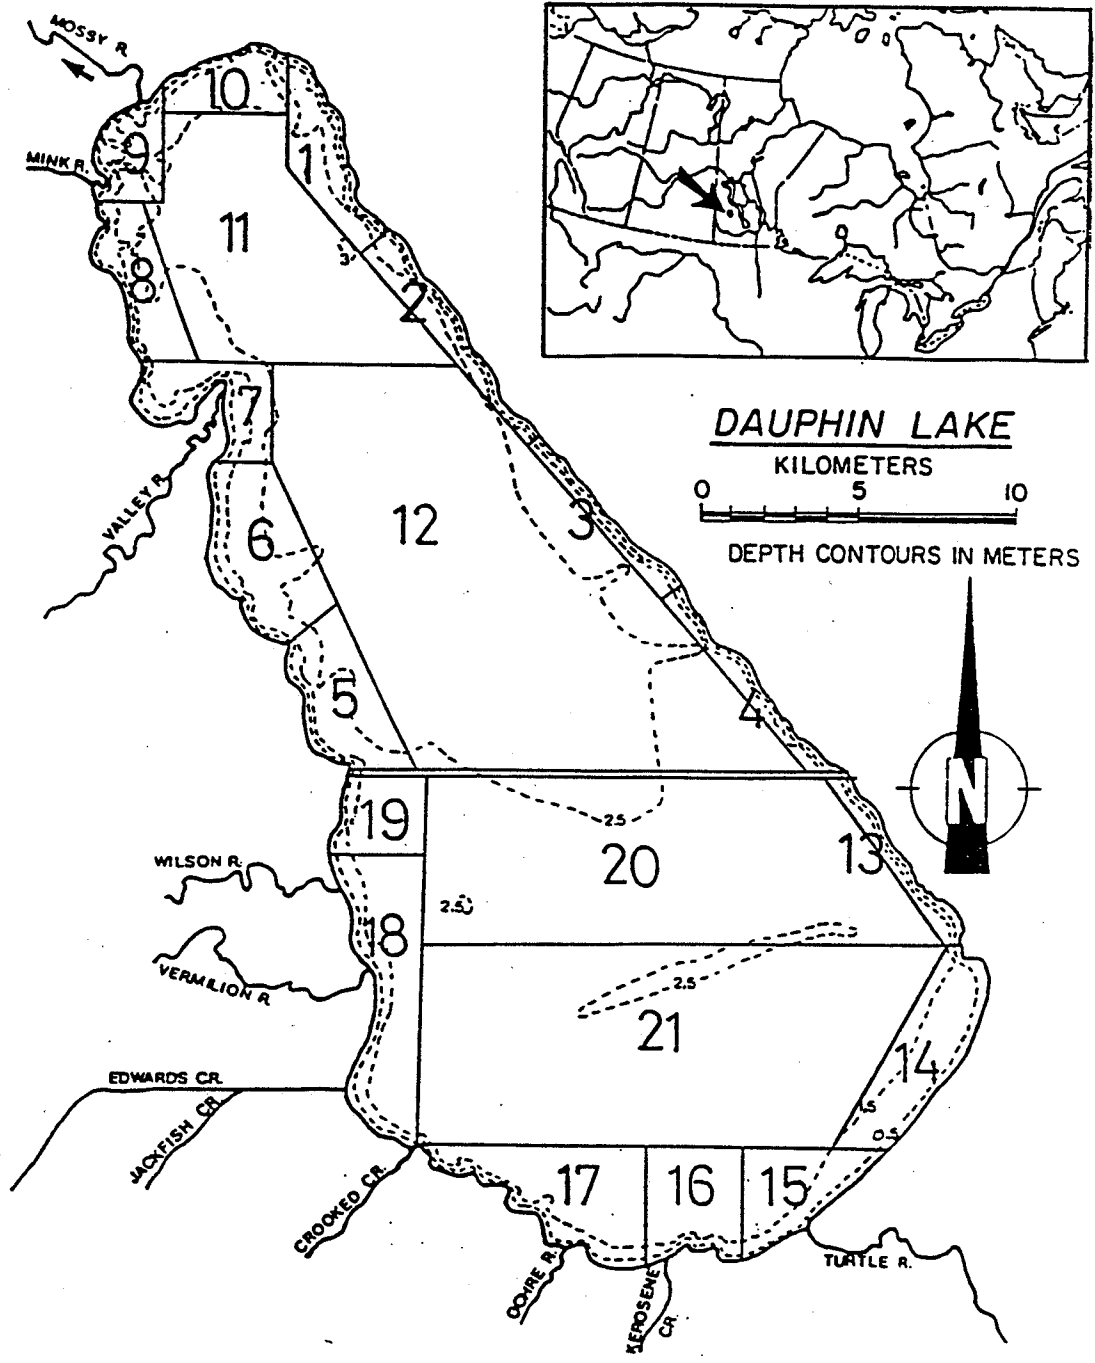 MOSSY R.
10
9
MINK R.
1
11
3
8
2
DAUPHIN LAKE
KILOMETERS
0 5 10
DEPTH CONTOURS IN METERS
7
VALLEY R.
6
12
3
5
4
N
19
2.5
WILSON R.
20
13
2.5
18
VERMILION R.
2.5
21
14
EDWARDS CR.
JACKFISH CR.
1.5
0.5
CROOKED CR.
17
16
15
OCHRE R.
KEROSENE
CR.
TURTLE R.